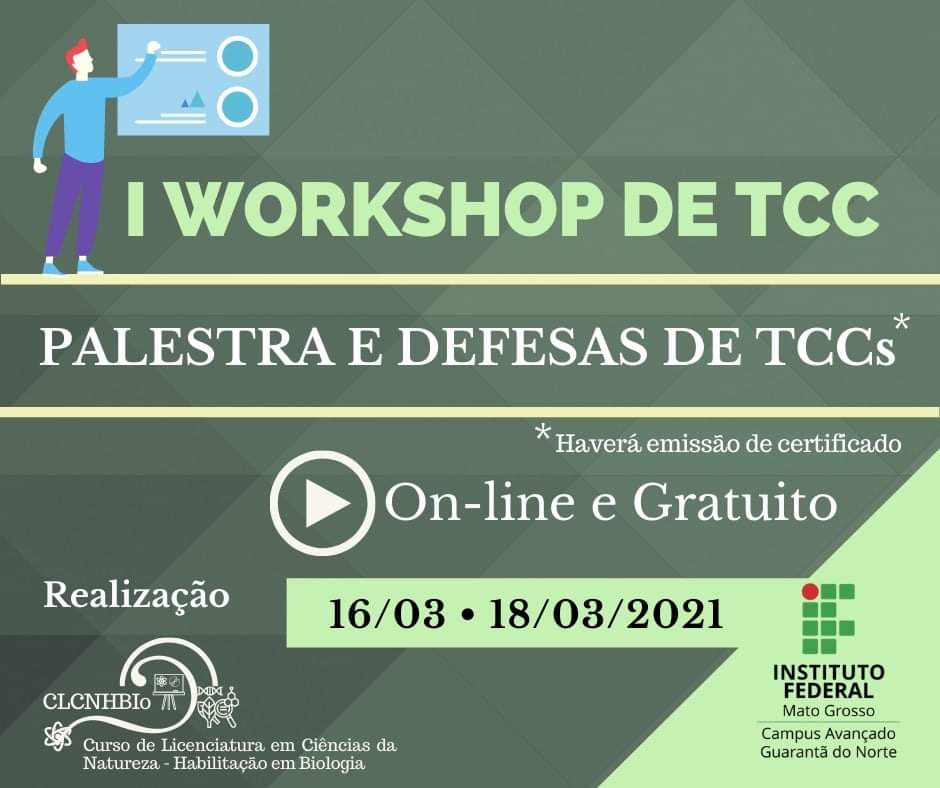 I WORKSHOP DE TCC
PALESTRA E DEFESAS DE TCCs*
*Haverá emissão de certificado
On-line e Gratuito
Realização
16/03 • 18/03/2021
CLCNHBIo
Curso de Licenciatura em Ciências da
Natureza - Habilitação em Biologia
INSTITUTO
FEDERAL
Mato Grosso
Campus Avançado
Guarantã do Norte